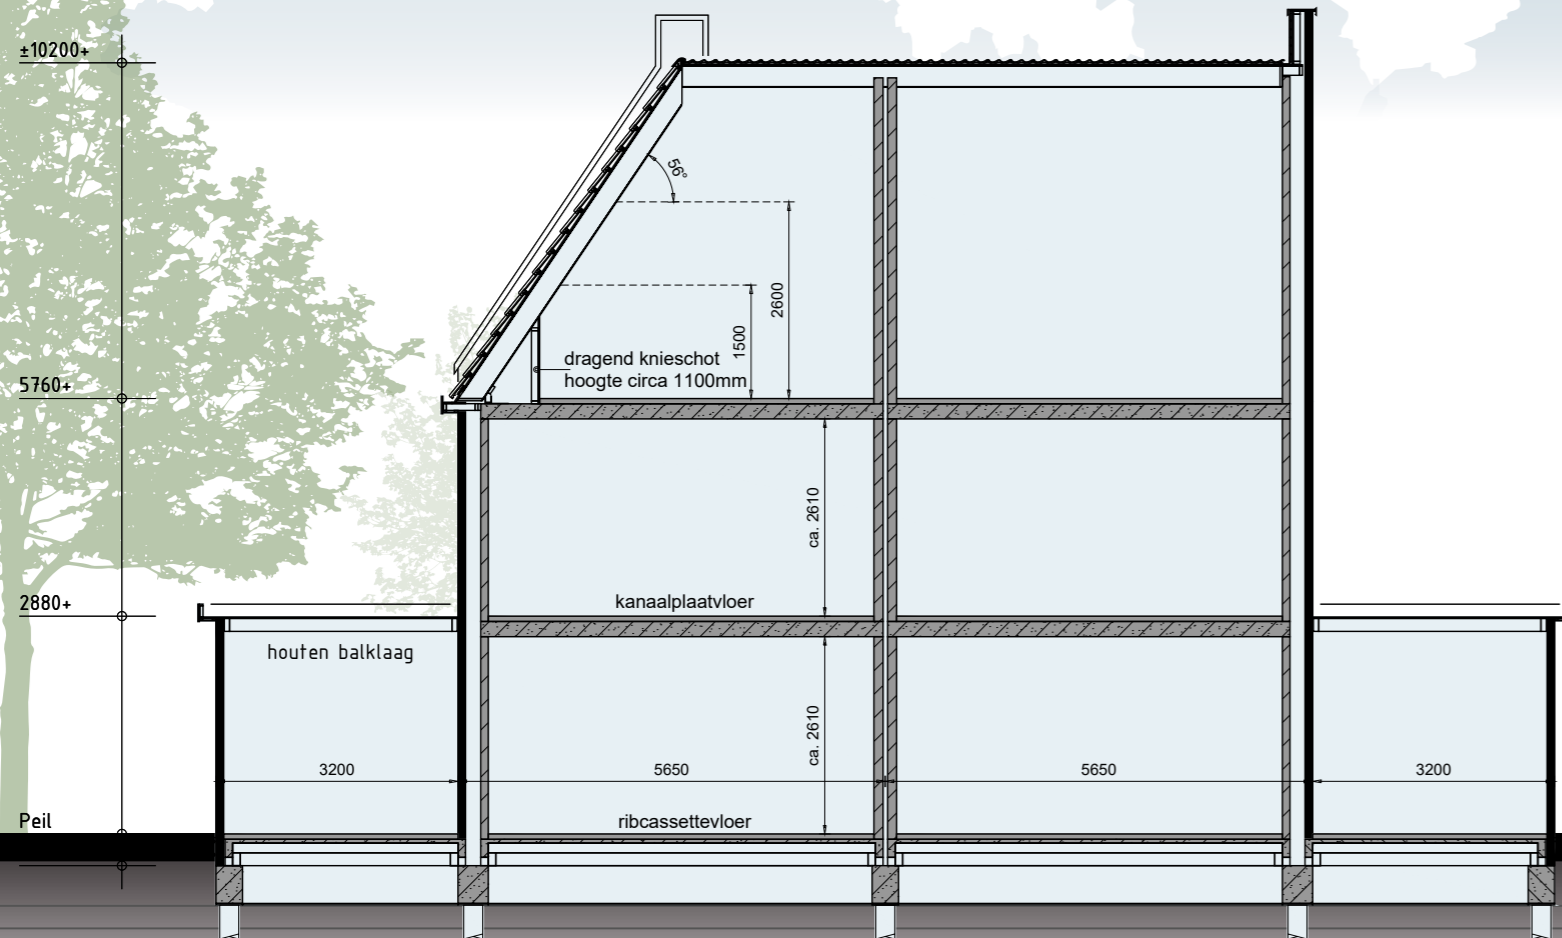 ±10200+
56°
2600
1500
dragend knieschot
hoogte circa 1100mm
5760+
ca. 2610
kanaalplaatvloer
2880+
houten balklaag
ca. 2610
3200
5650
5650
3200
ribcassettevloer
Peil